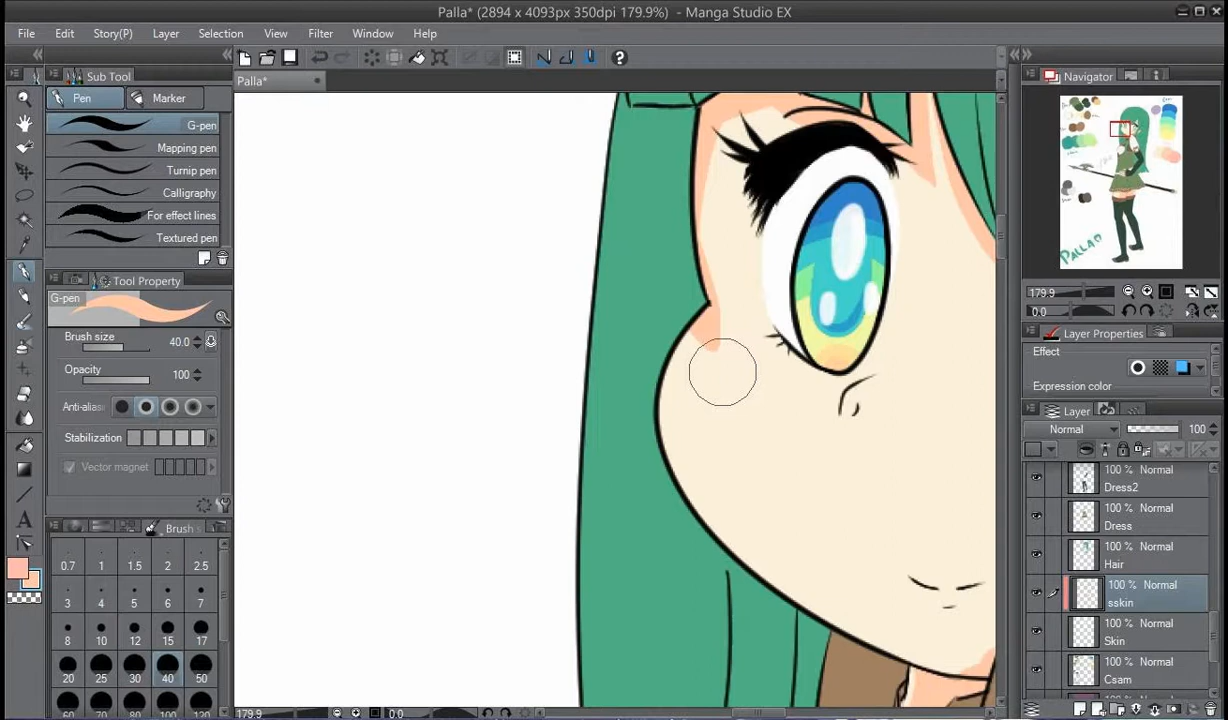 Palla* (2894 x 4093px 350dpi 179.9%) - Manga Studio EX
File Edit Story(P) Layer Selection View Filter Window Help
Sub Tool
Pen Marker
Palla*
G-pen
Mapping pen
Turnip pen
Calligraphy
For effect lines
Textured pen
Tool Property
G-pen
Brush size 40.0
Opacity 100
Anti-alias
Stabilization
Vector magnet
Brush s
0.7 1 1.5 2 2.5
3 4 5 6 7
8 10 12 15 17
20 25 30 40 50
60 70 80 100 120
179.9 0.0
Navigator
PALLA
179.9
0.0
Layer Properties
Effect
Expression color
Layer
Normal 100
100 % Normal
Dress2
100 % Normal
Dress
100 % Normal
Hair
100 % Normal
sskin
100 % Normal
Skin
100 % Normal
Csam